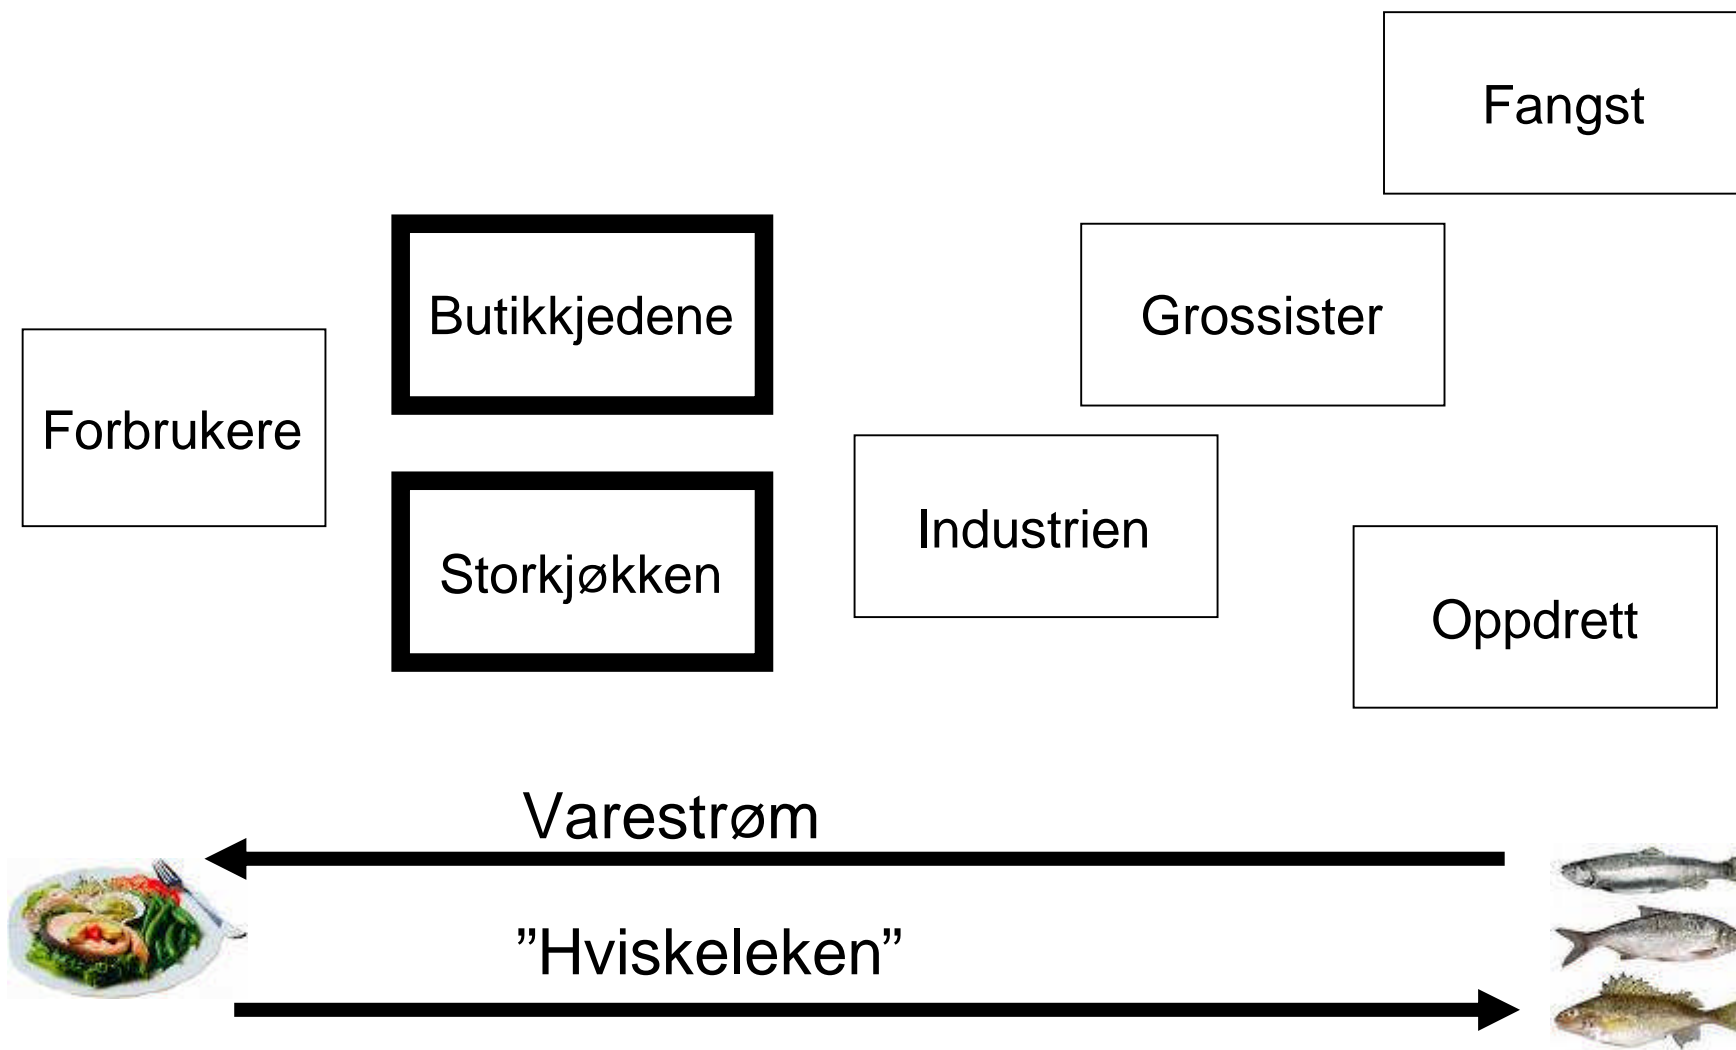 Fangst
Butikkjedene
Grossister
Forbrukere
Industrien
Storkjøkken
Oppdrett
Varestrøm
”Hviskeleken”